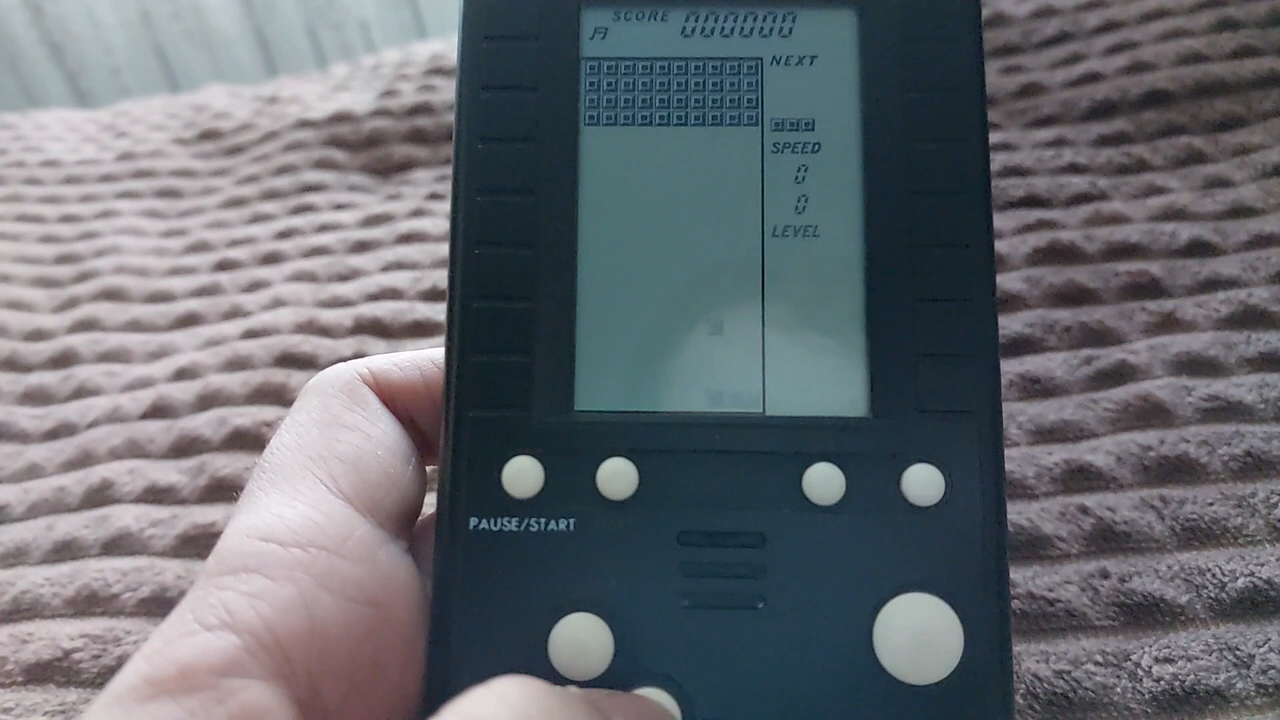 SCORE 000000
NEXT
SPEED
0
0
LEVEL
PAUSE/START